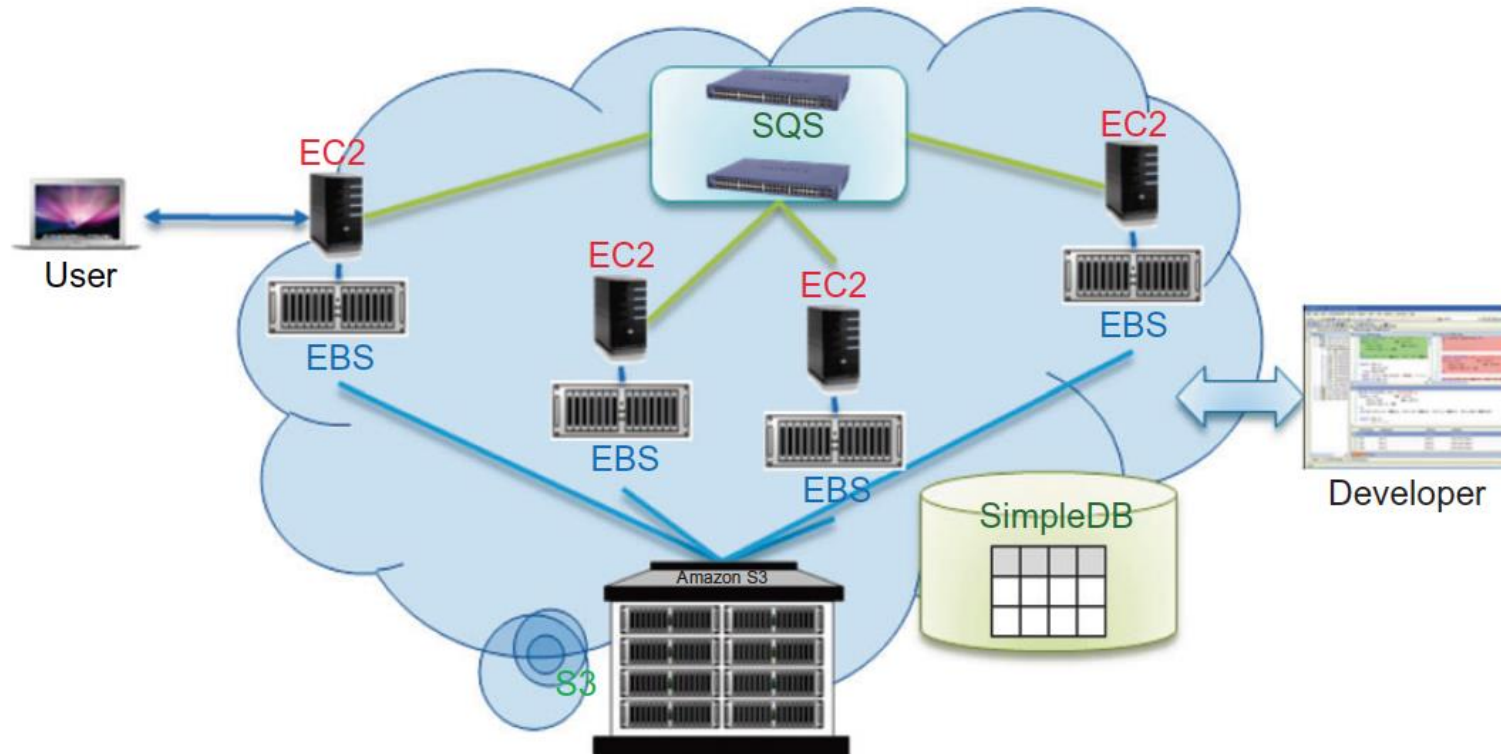 SQS
EC2
EC2
User
EC2
EC2
EBS
EBS
EBS
EBS
Developer
SimpleDB
Amazon S3
S3